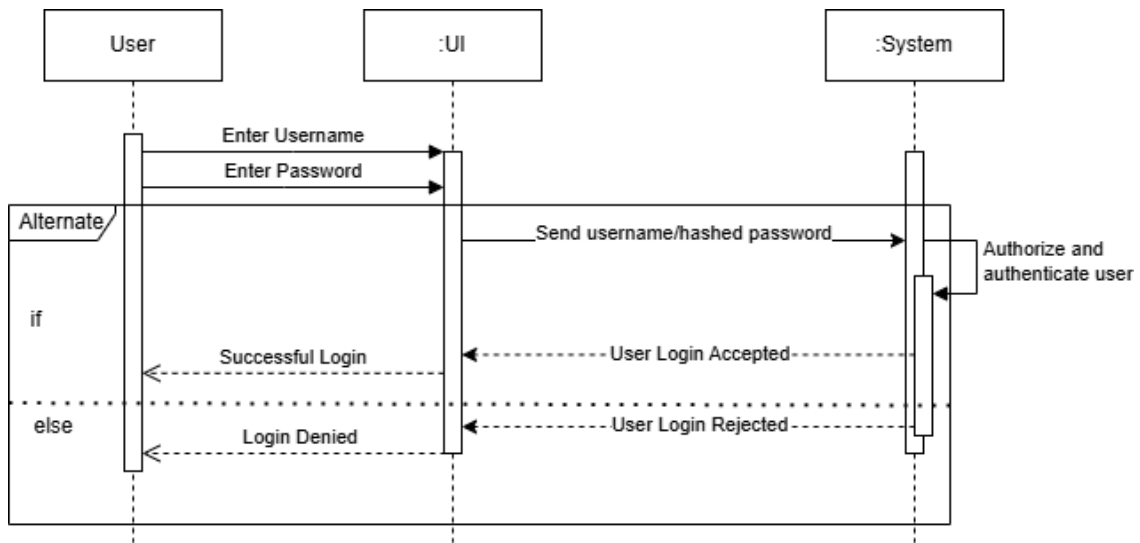 User
:UI
:System
Enter Username
Enter Password
Alternate
Send username/hashed password
Authorize and
authenticate user
if
User Login Accepted
Successful Login
else
User Login Rejected
Login Denied